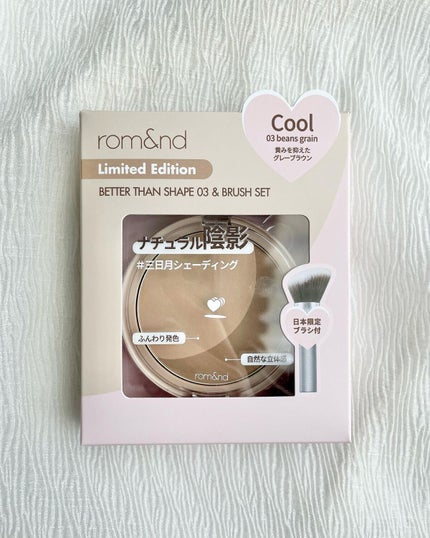 Cool
03 beans grain
黄みを抑えた
グレーブラウン
rom&nd
Limited Edition
BETTER THAN SHAPE 03 & BRUSH SET
ナチュラル陰影
#三日月シェーディング
ふんわり発色
自然な立体感
日本限定
ブラシ付
rom&nd